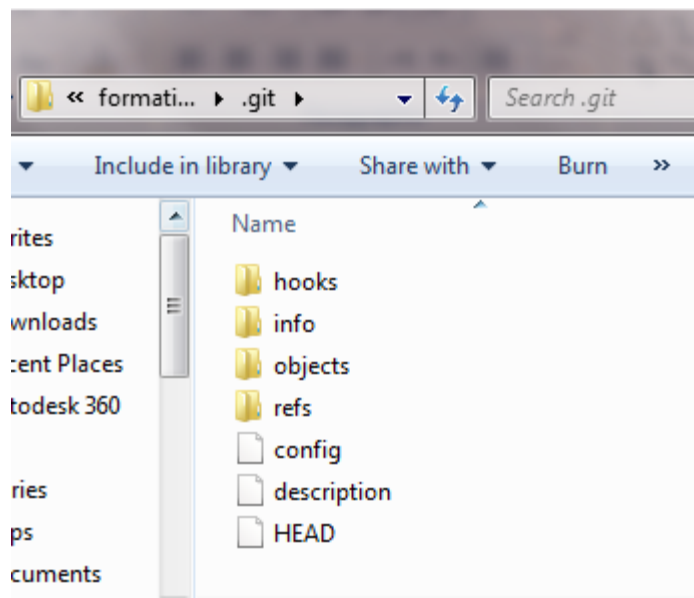 « formati... .git
Search .git
Include in library Share with Burn »
Name
rites
sktop
wnloads
cent Places
todesk 360
ries
ps
cuments
hooks
info
objects
refs
config
description
HEAD